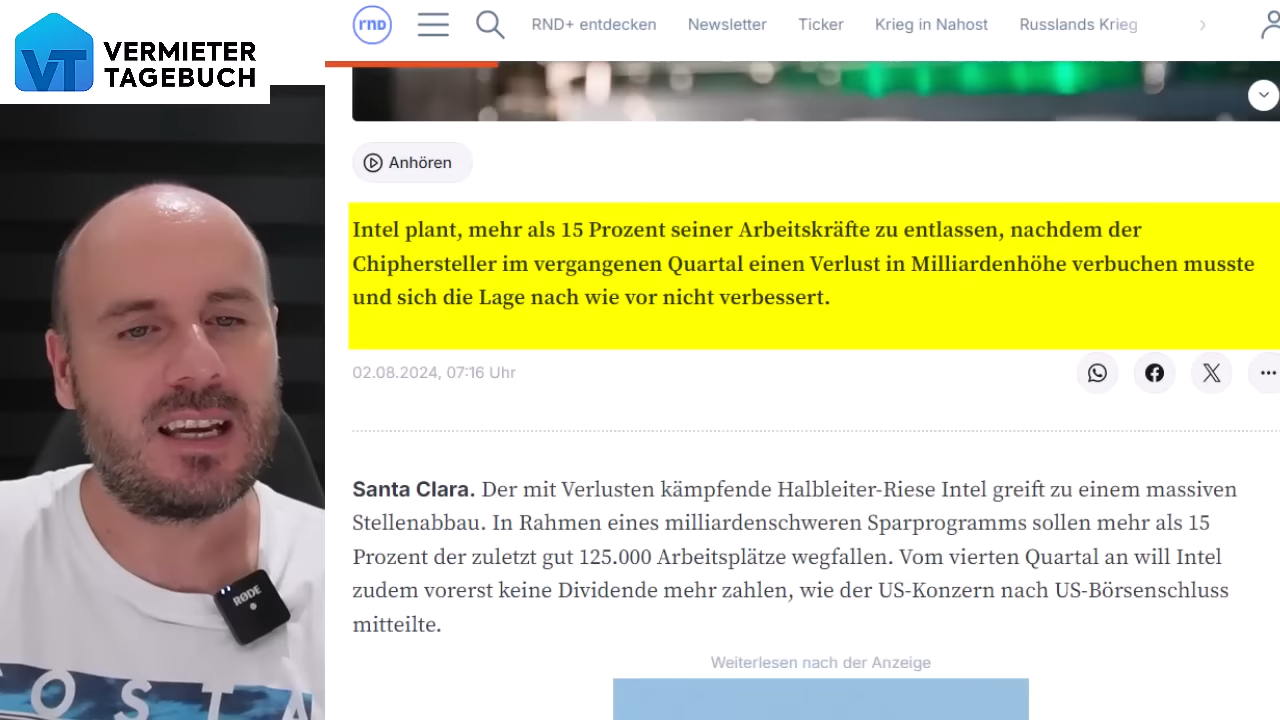 VT VERMIETER
TAGEBUCH
rnd
RND+ entdecken Newsletter Ticker Krieg in Nahost Russlands Krieg
Anhören
Intel plant, mehr als 15 Prozent seiner Arbeitskräfte zu entlassen, nachdem der
Chiphersteller im vergangenen Quartal einen Verlust in Milliardenhöhe verbuchen musste
und sich die Lage nach wie vor nicht verbessert.
02.08.2024, 07:16 Uhr
Santa Clara. Der mit Verlusten kämpfende Halbleiter-Riese Intel greift zu einem massiven
Stellenabbau. In Rahmen eines milliardenschweren Sparprogramms sollen mehr als 15
Prozent der zuletzt gut 125.000 Arbeitsplätze wegfallen. Vom vierten Quartal an will Intel
zudem vorerst keine Dividende mehr zahlen, wie der US-Konzern nach US-Börsenschluss
mitteilte.
Weiterlesen nach der Anzeige
RØDE
OSTA